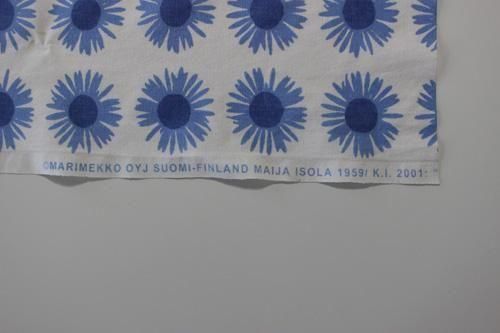 ©MARIMEKKO OYJ SUOMI-FINLAND MAIJA ISOLA 1959/ K.I. 2001: "